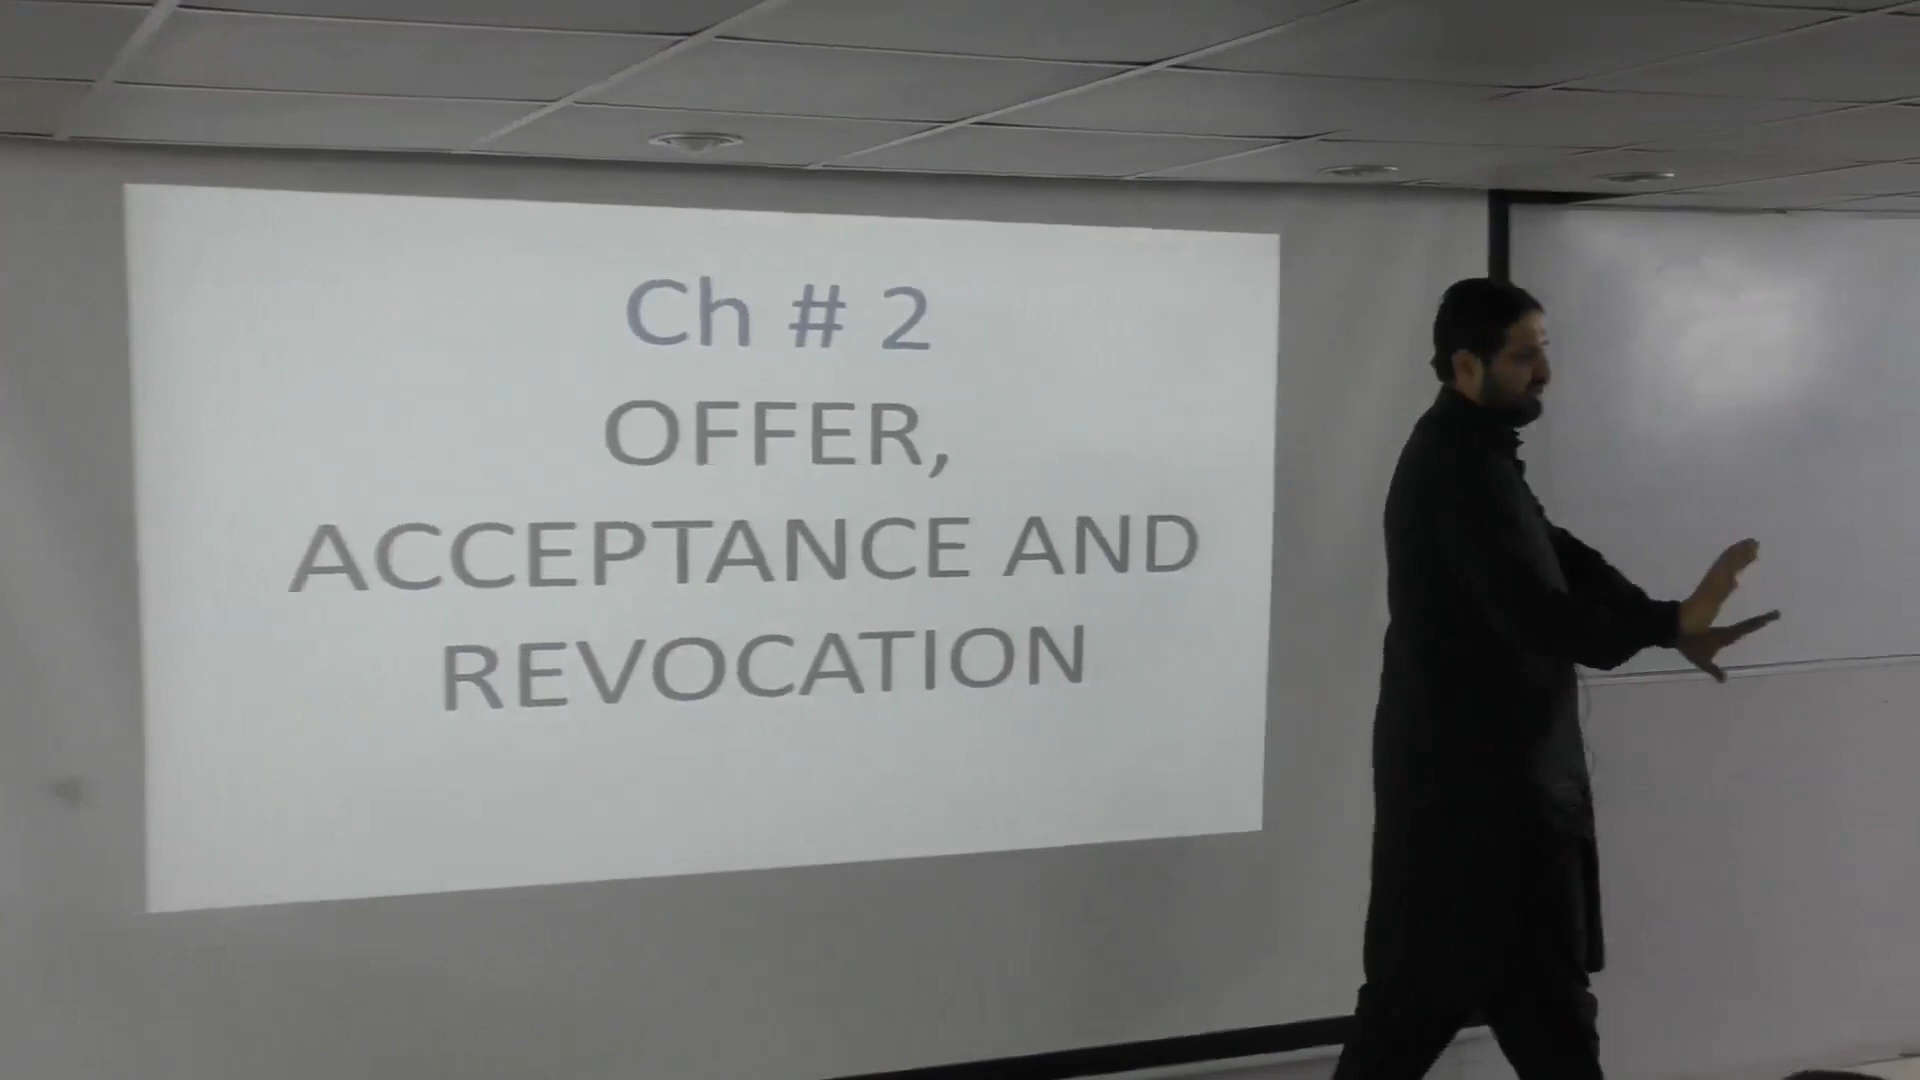 Ch # 2
OFFER,
ACCEPTANCE AND
REVOCATION